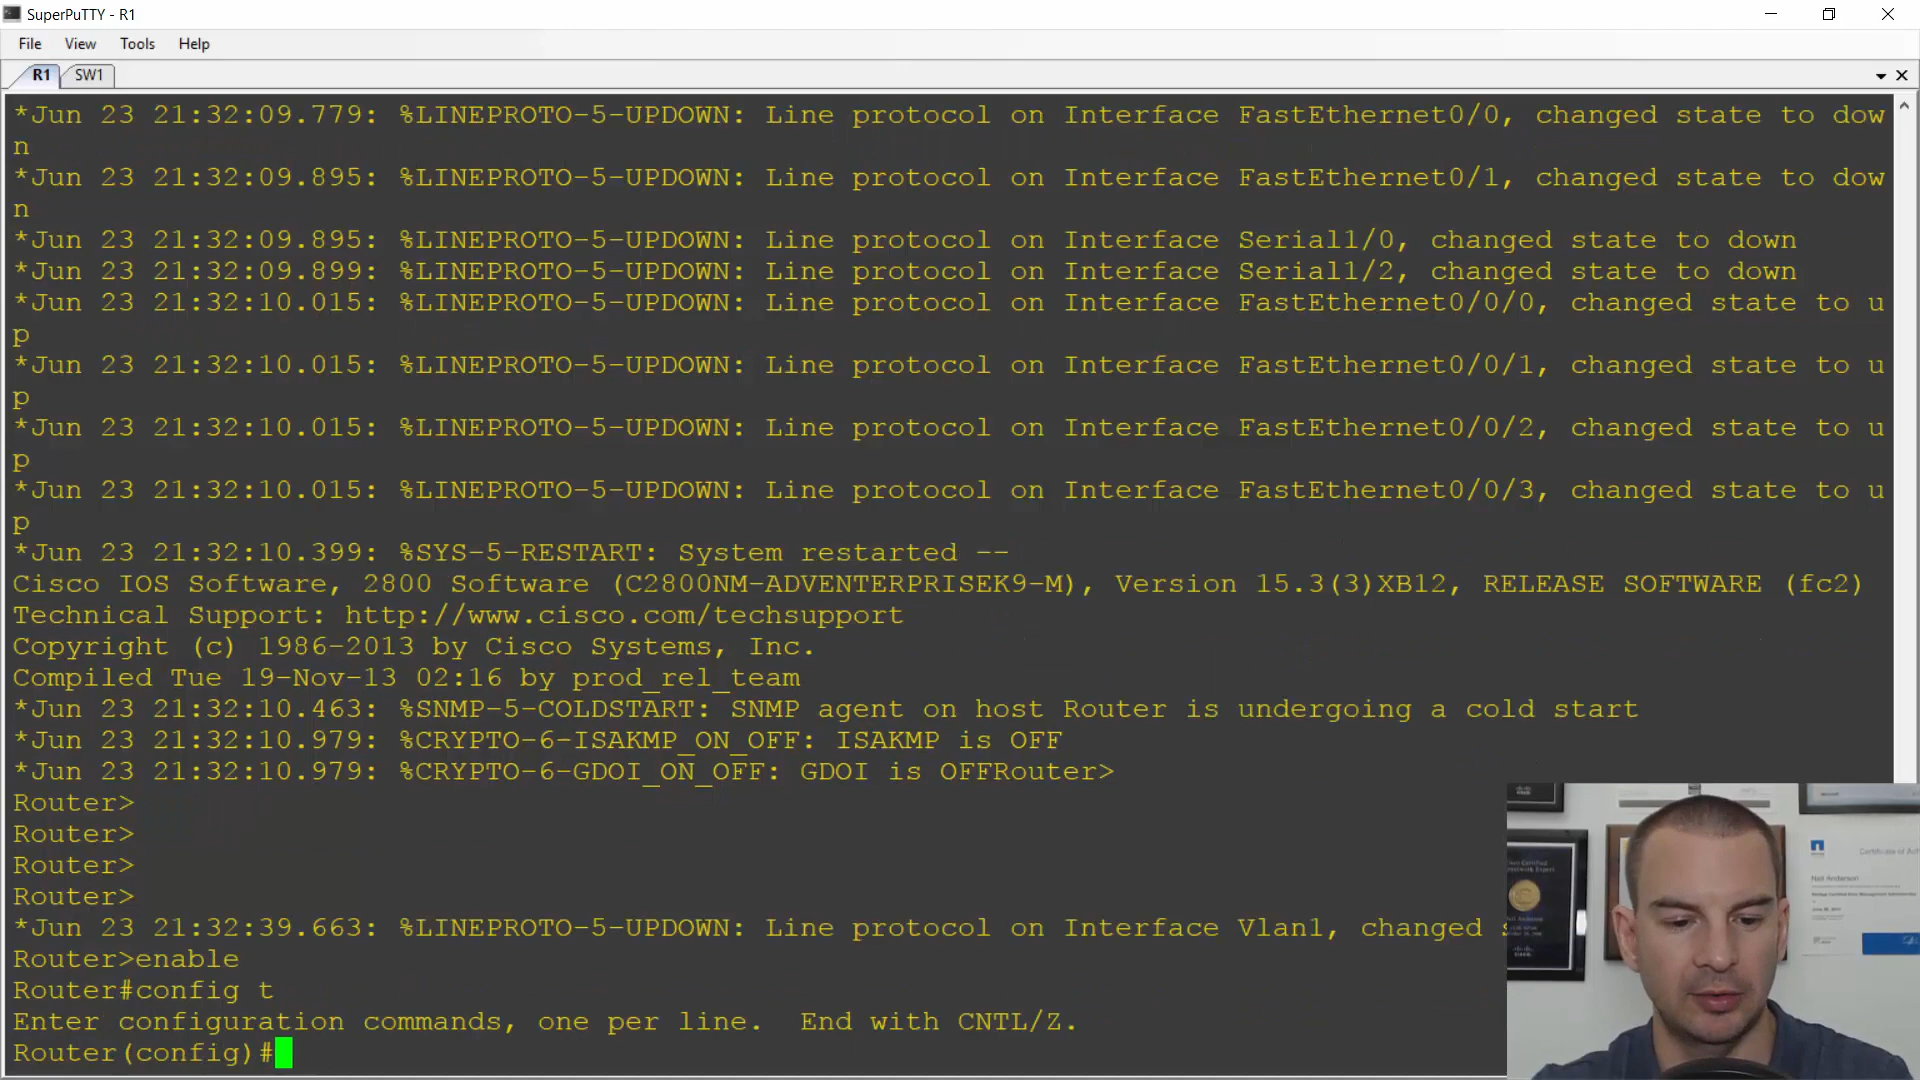 SuperPuTTY - R1
File View Tools Help
R1 SW1
*Jun 23 21:32:09.779: %LINEPROTO-5-UPDOWN: Line protocol on Interface FastEthernet0/0, changed state to dow
n
*Jun 23 21:32:09.895: %LINEPROTO-5-UPDOWN: Line protocol on Interface FastEthernet0/1, changed state to dow
n
*Jun 23 21:32:09.895: %LINEPROTO-5-UPDOWN: Line protocol on Interface Serial1/0, changed state to down
*Jun 23 21:32:09.899: %LINEPROTO-5-UPDOWN: Line protocol on Interface Serial1/2, changed state to down
*Jun 23 21:32:10.015: %LINEPROTO-5-UPDOWN: Line protocol on Interface FastEthernet0/0/0, changed state to u
p
*Jun 23 21:32:10.015: %LINEPROTO-5-UPDOWN: Line protocol on Interface FastEthernet0/0/1, changed state to u
p
*Jun 23 21:32:10.015: %LINEPROTO-5-UPDOWN: Line protocol on Interface FastEthernet0/0/2, changed state to u
p
*Jun 23 21:32:10.015: %LINEPROTO-5-UPDOWN: Line protocol on Interface FastEthernet0/0/3, changed state to u
p
*Jun 23 21:32:10.399: %SYS-5-RESTART: System restarted --
Cisco IOS Software, 2800 Software (C2800NM-ADVENTERPRISEK9-M), Version 15.3(3)XB12, RELEASE SOFTWARE (fc2)
Technical Support: http://www.cisco.com/techsupport
Copyright (c) 1986-2013 by Cisco Systems, Inc.
Compiled Tue 19-Nov-13 02:16 by prod_rel_team
*Jun 23 21:32:10.463: %SNMP-5-COLDSTART: SNMP agent on host Router is undergoing a cold start
*Jun 23 21:32:10.979: %CRYPTO-6-ISAKMP_ON_OFF: ISAKMP is OFF
*Jun 23 21:32:10.979: %CRYPTO-6-GDOI_ON_OFF: GDOI is OFFRouter>
Router>
Router>
Router>
Router>
*Jun 23 21:32:39.663: %LINEPROTO-5-UPDOWN: Line protocol on Interface Vlan1, changed
Router>enable
Router#config t
Enter configuration commands, one per line.  End with CNTL/Z.
Router(config)#
Neil Anderson